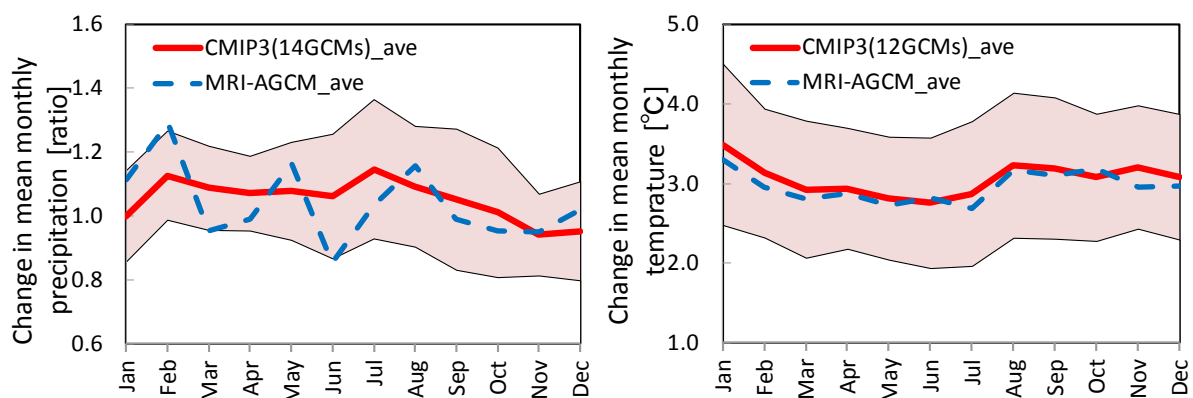 Change in mean monthly
precipitation [ratio]
1.6
1.4
1.2
1.0
0.8
0.6
CMIP3(14GCMs)_ave
MRI-AGCM_ave
Jan
Feb
Mar
Apr
May
Jun
Jul
Aug
Sep
Oct
Nov
Dec
Change in mean monthly
temprature [℃]
5.0
4.0
3.0
2.0
1.0
CMIP3(12GCMs)_ave
MRI-AGCM_ave
Jan
Feb
Mar
Apr
May
Jun
Jul
Aug
Sep
Oct
Nov
Dec